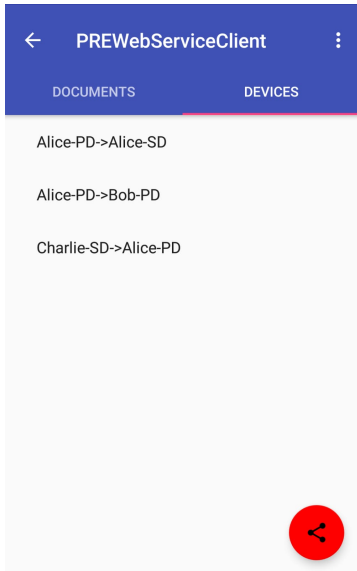 PREWebServiceClient
DOCUMENTS
DEVICES
Alice-PD->Alice-SD
Alice-PD->Bob-PD
Charlie-SD->Alice-PD